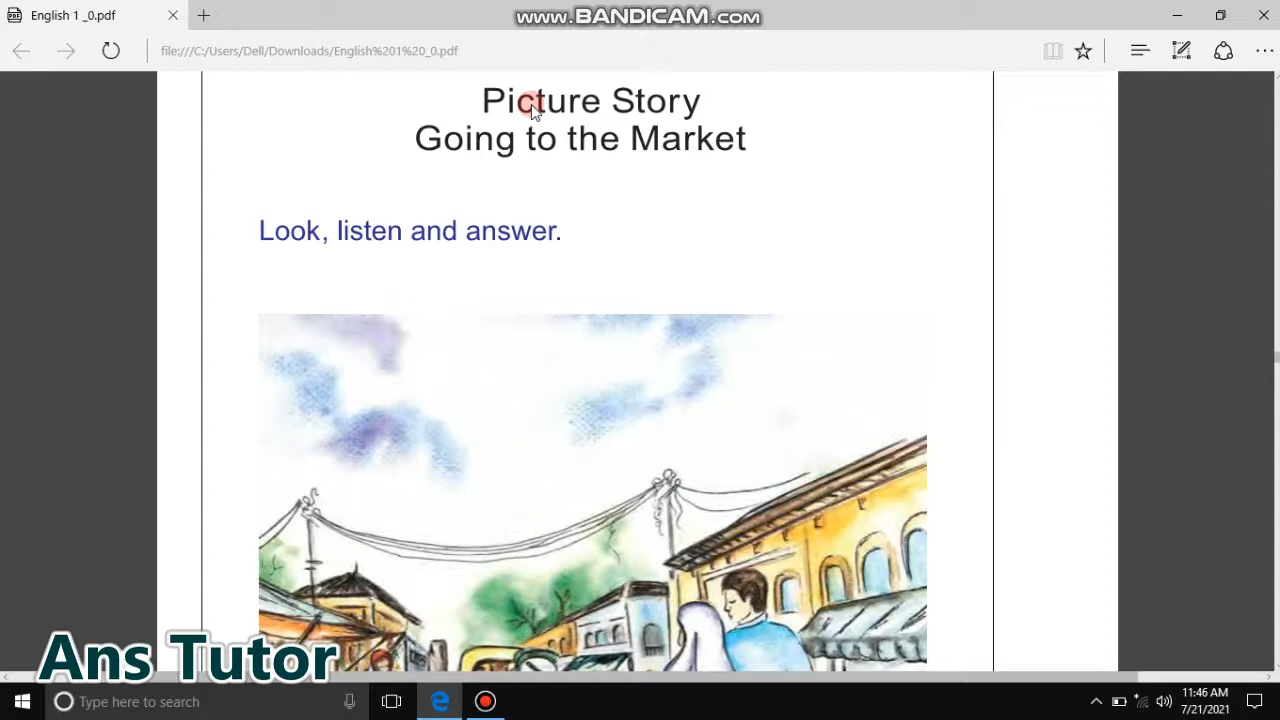 English 1 _0.pdf
www.BANDICAM.com
file:///C:/Users/Dell/Downloads/English%201%20_0.pdf
Picture Story
Going to the Market
Look, listen and answer.
Ans Tutor
Type here to search
11:46 AM
7/21/2021